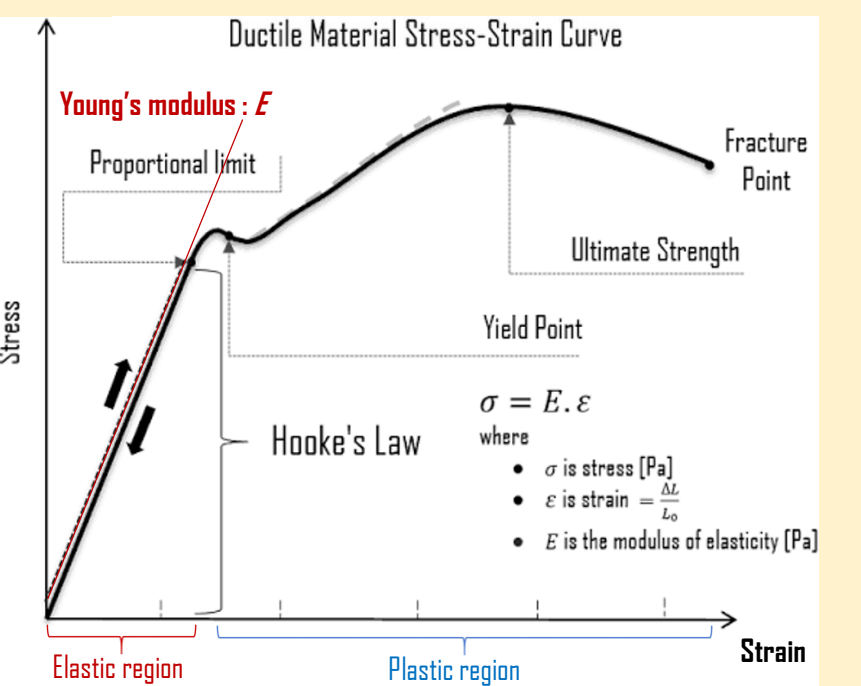 Ductile Material Stress-Strain Curve
Young's modulus : E
Proportional limit
Fracture
Point
Ultimate Strength
Yield Point
Stress
Hooke's Law
σ = E. ε
where
• σ is stress [Pa]
• ε is strain = ΔL/L₀
• E is the modulus of elasticity [Pa]
Strain
Elastic region
Plastic region